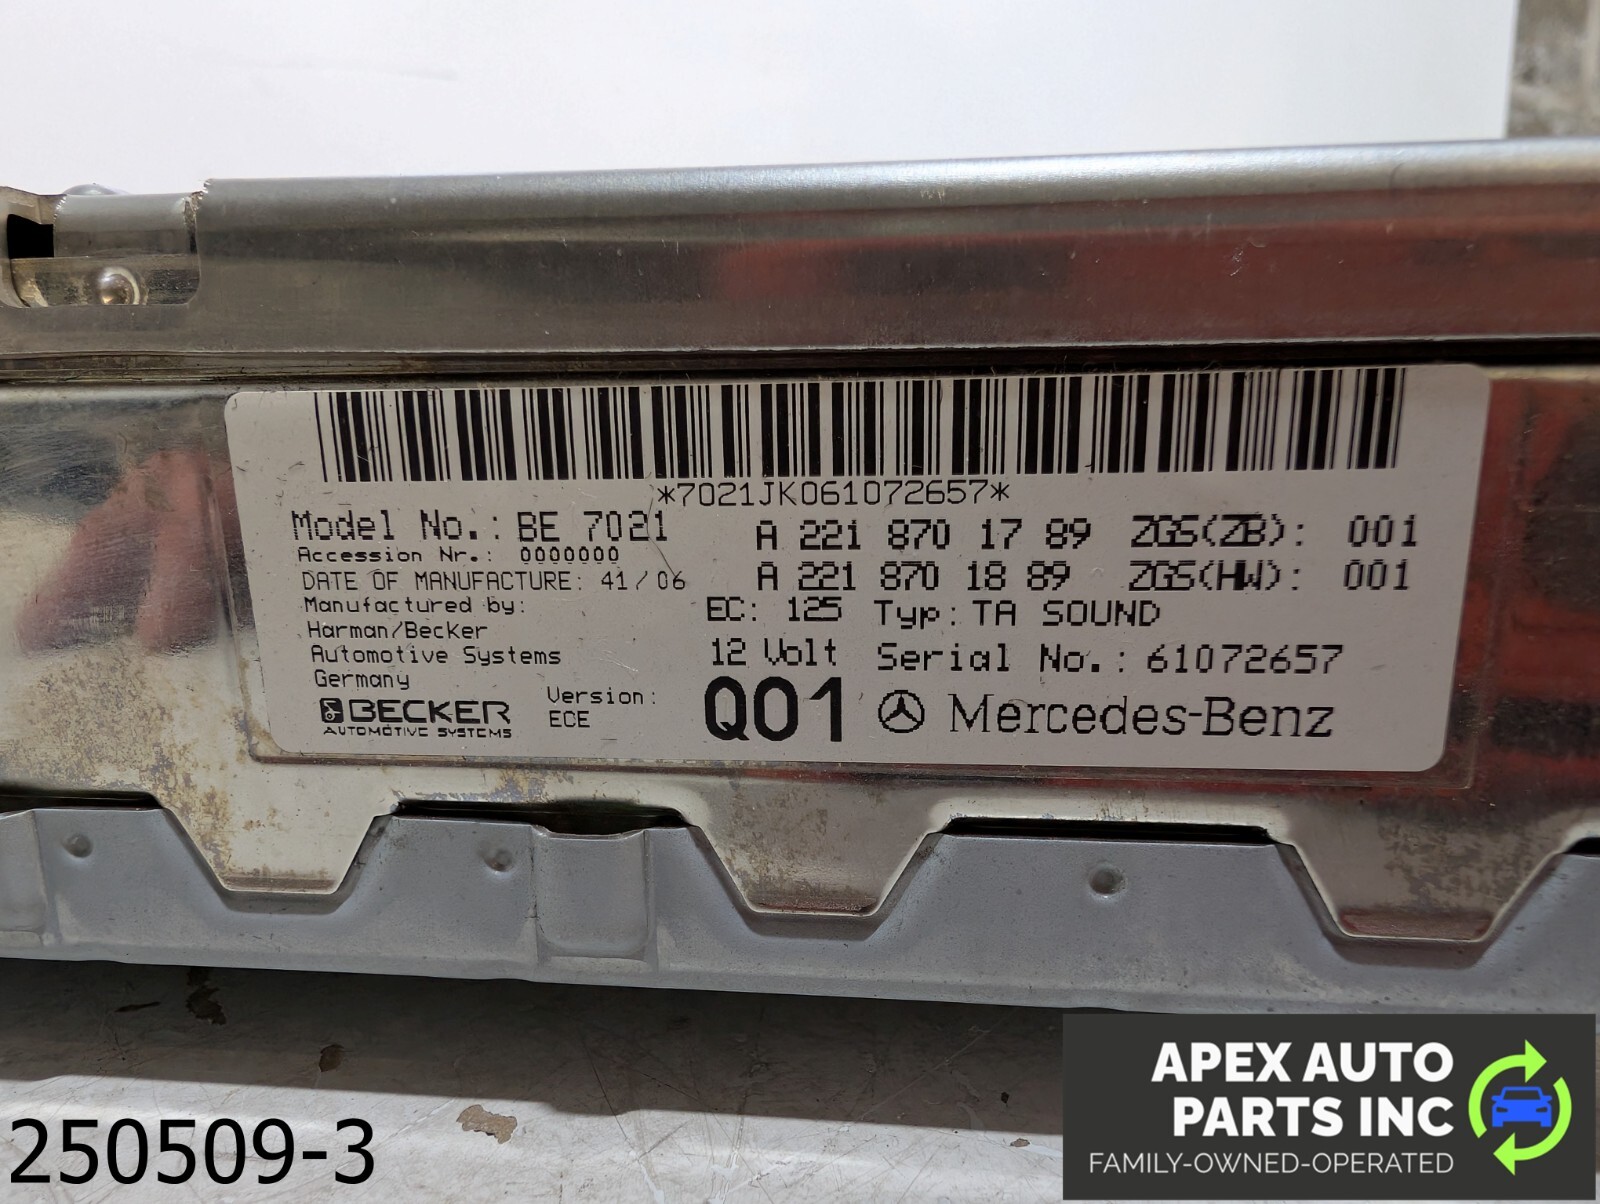 *7021JK061072657*
Model No.: BE 7021
Accession Nr.: 0000000
DATE OF MANUFACTURE: 41/06
Manufactured by:
Harman/Becker
Automotive Systems
Germany
BECKER
AUTOMOTIVE SYSTEMS
Version:
ECE
A 221 870 17 89 ZGS(ZB): 001
A 221 870 18 89 ZGS(HW): 001
EC: 125 Typ: TA SOUND
12 Volt Serial No.: 61072657
Q01 Mercedes-Benz
250509-3
APEX AUTO
PARTS INC
FAMILY-OWNED-OPERATED